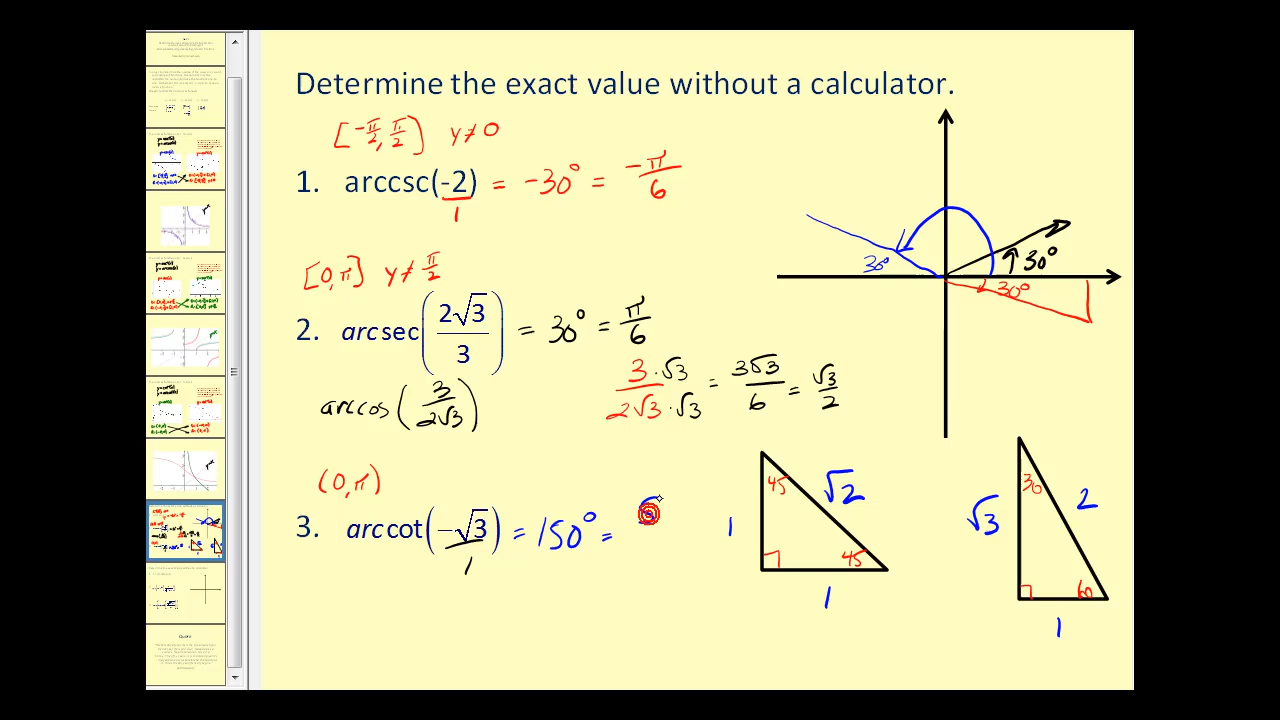 Determine the exact value without a calculator.
[-π/2, π/2] y≠0
1. arccsc(-2) = -30° = -π/6
1
[0, π] y≠π/2
2. arcsec(2√3/3) = 30° = π/6
arccos(3/2√3)
3·√3/2√3·√3 = 3√3/6 = √3/2
(0, π)
3. arccot(-√3) = 150° = 5
1
30°
30°
30°
45
√2
1
45
1
30
√3
2
60
1